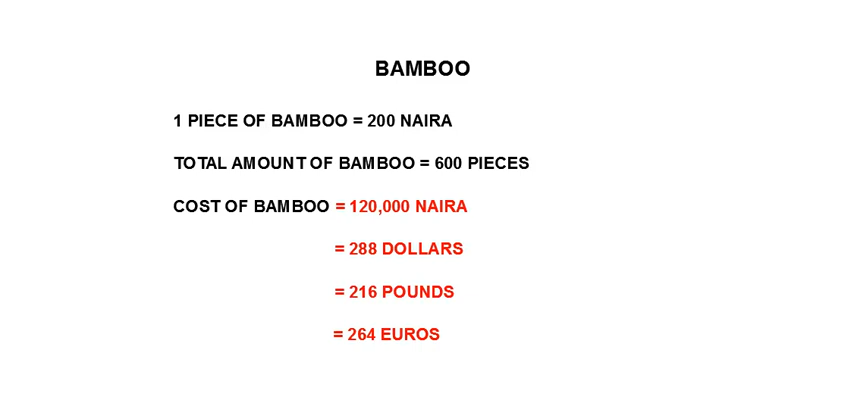 BAMBOO
1 PIECE OF BAMBOO = 200 NAIRA
TOTAL AMOUNT OF BAMBOO = 600 PIECES
COST OF BAMBOO = 120,000 NAIRA
= 288 DOLLARS
= 216 POUNDS
= 264 EUROS